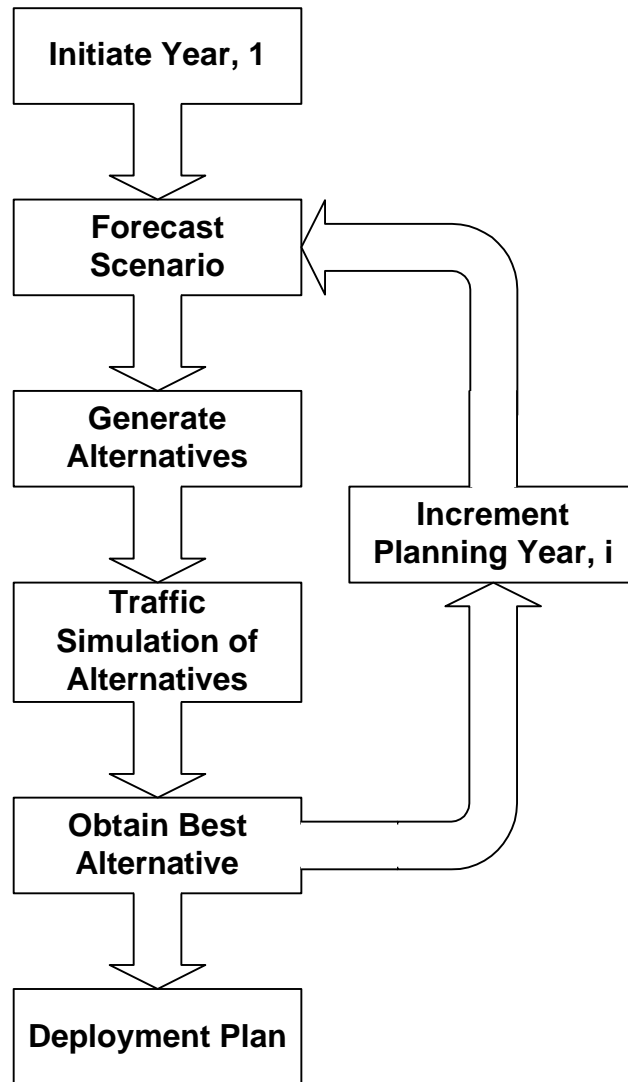 Initiate Year, 1
Forecast
Scenario
Generate
Alternatives
Increment
Planning Year, i
Traffic
Simulation of
Alternatives
Obtain Best
Alternative
Deployment Plan